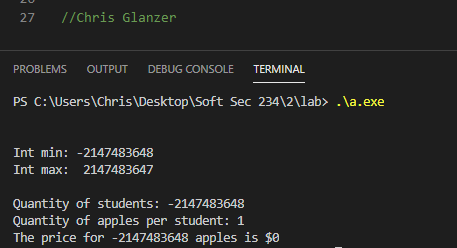 27 //Chris Glanzer
PROBLEMS OUTPUT DEBUG CONSOLE TERMINAL
PS C:\Users\Chris\Desktop\Soft Sec 234\2\lab> .\a.exe
Int min: -2147483648
Int max:  2147483647
Quantity of students: -2147483648
Quantity of apples per student: 1
The price for -2147483648 apples is $0